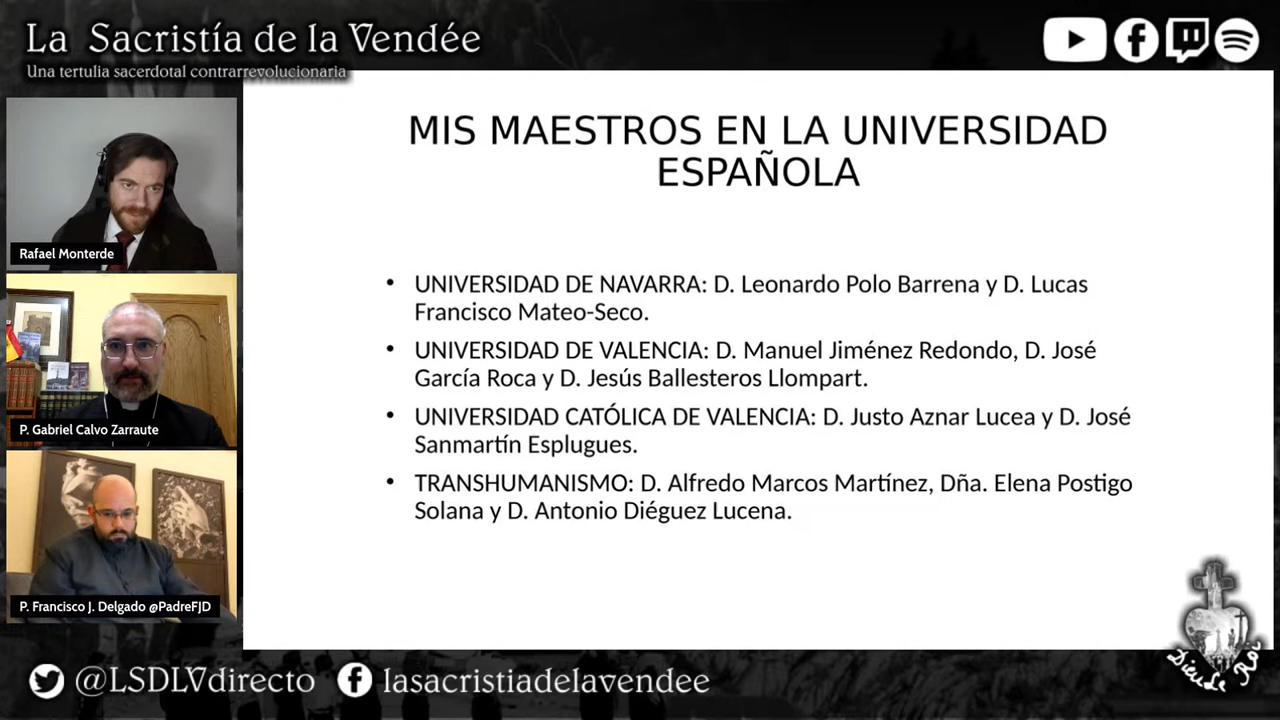 La Sacristía de la Vendée
Una tertulia sacerdotal contrarrevolucionaria
MIS MAESTROS EN LA UNIVERSIDAD
ESPAÑOLA
• UNIVERSIDAD DE NAVARRA: D. Leonardo Polo Barrena y D. Lucas
Francisco Mateo-Seco.
• UNIVERSIDAD DE VALENCIA: D. Manuel Jiménez Redondo, D. José
García Roca y D. Jesús Ballesteros Llompart.
• UNIVERSIDAD CATÓLICA DE VALENCIA: D. Justo Aznar Lucea y D. José
Sanmartín Esplugues.
• TRANSHUMANISMO: D. Alfredo Marcos Martínez, Dña. Elena Postigo
Solana y D. Antonio Diéguez Lucena.
Rafael Monterde
P. Gabriel Calvo Zarraute
P. Francisco J. Delgado @PadreFJD
Dieu Le Roi
@LSDLVdirecto
lasacristiadelavendee